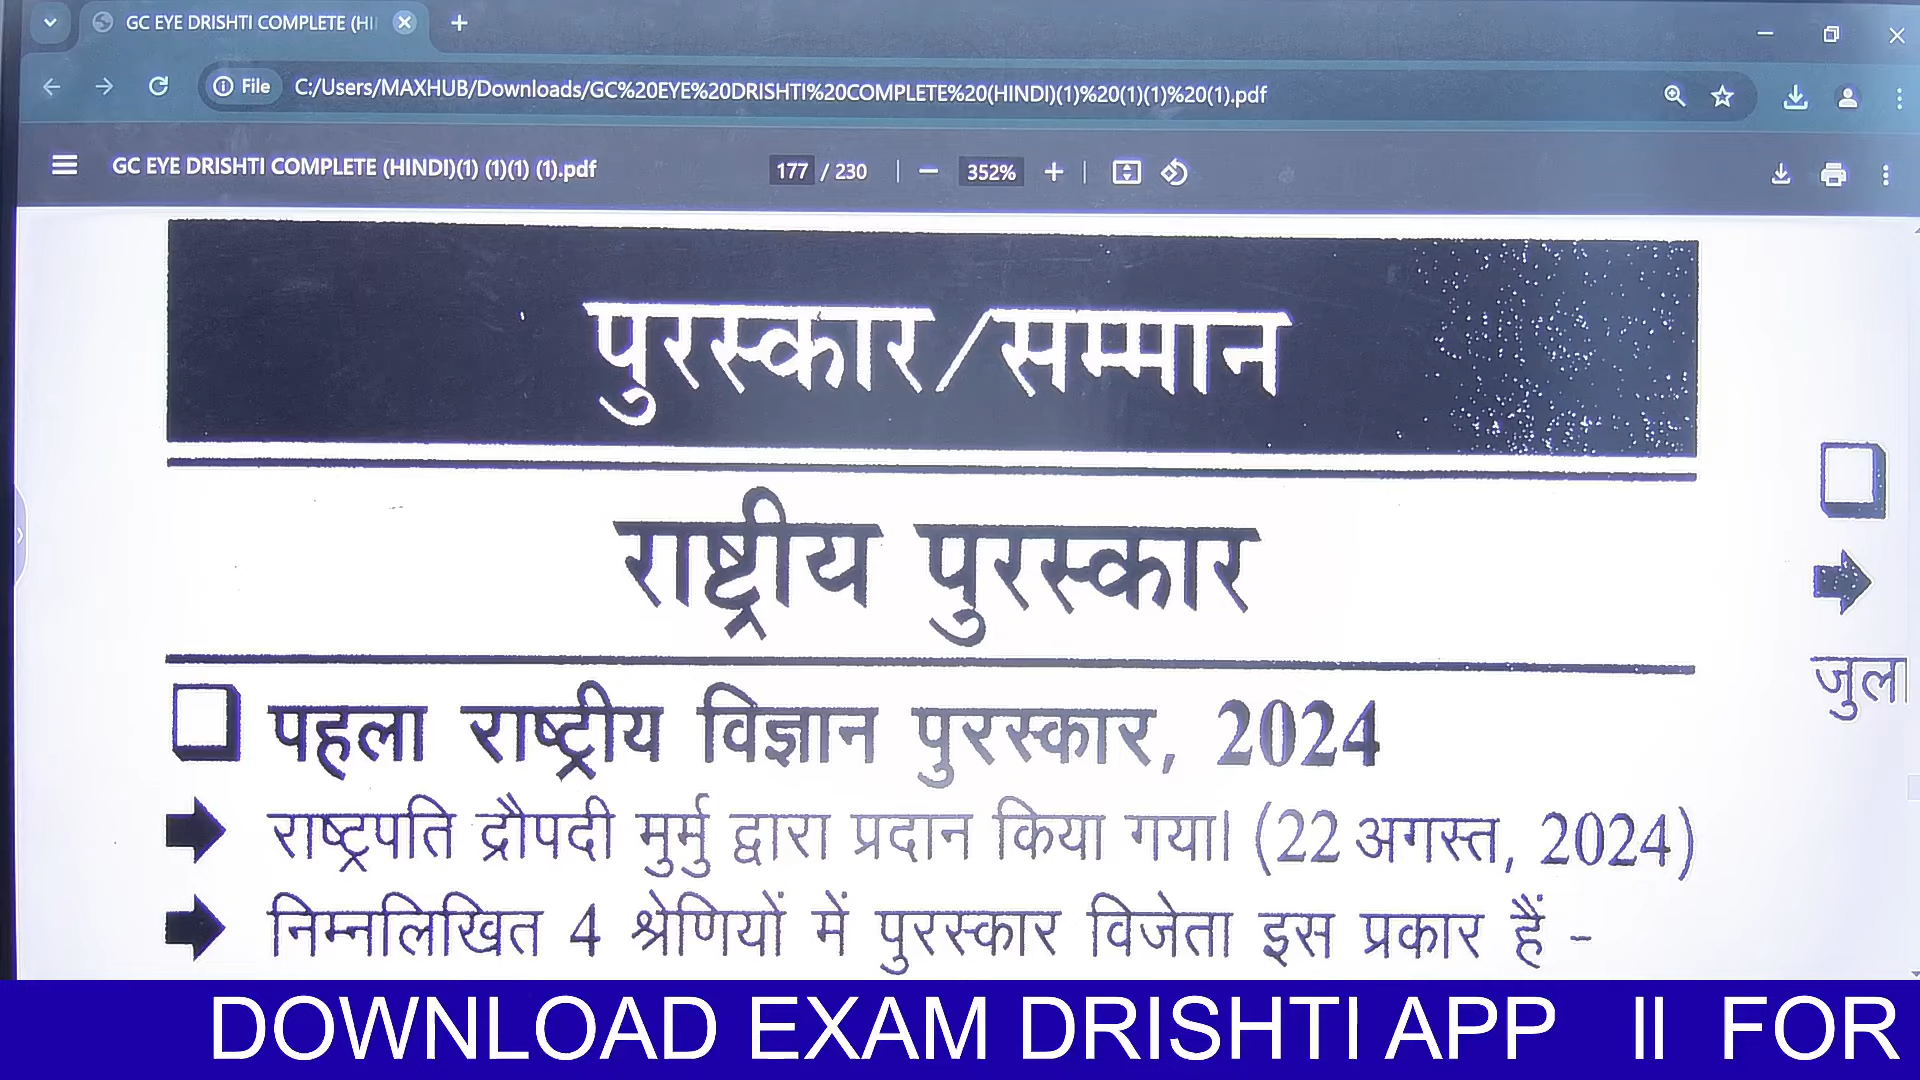 GC EYE DRISHTI COMPLETE (HI
File C:/Users/MAXHUB/Downloads/GC%20EYE%20DRISHTI%20COMPLETE%20(HINDI)(1)%20(1)(1)%20(1).pdf
GC EYE DRISHTI COMPLETE (HINDI)(1) (1)(1) (1).pdf 177 / 230 352%
पुरस्कार/सम्मान
राष्ट्रीय पुरस्कार
पहला राष्ट्रीय विज्ञान पुरस्कार, 2024
राष्ट्रपति द्रौपदी मुर्मु द्वारा प्रदान किया गया। (22 अगस्त, 2024)
निम्नलिखित 4 श्रेणियों में पुरस्कार विजेता इस प्रकार हैं -
जुला
DOWNLOAD EXAM DRISHTI APP II FOR